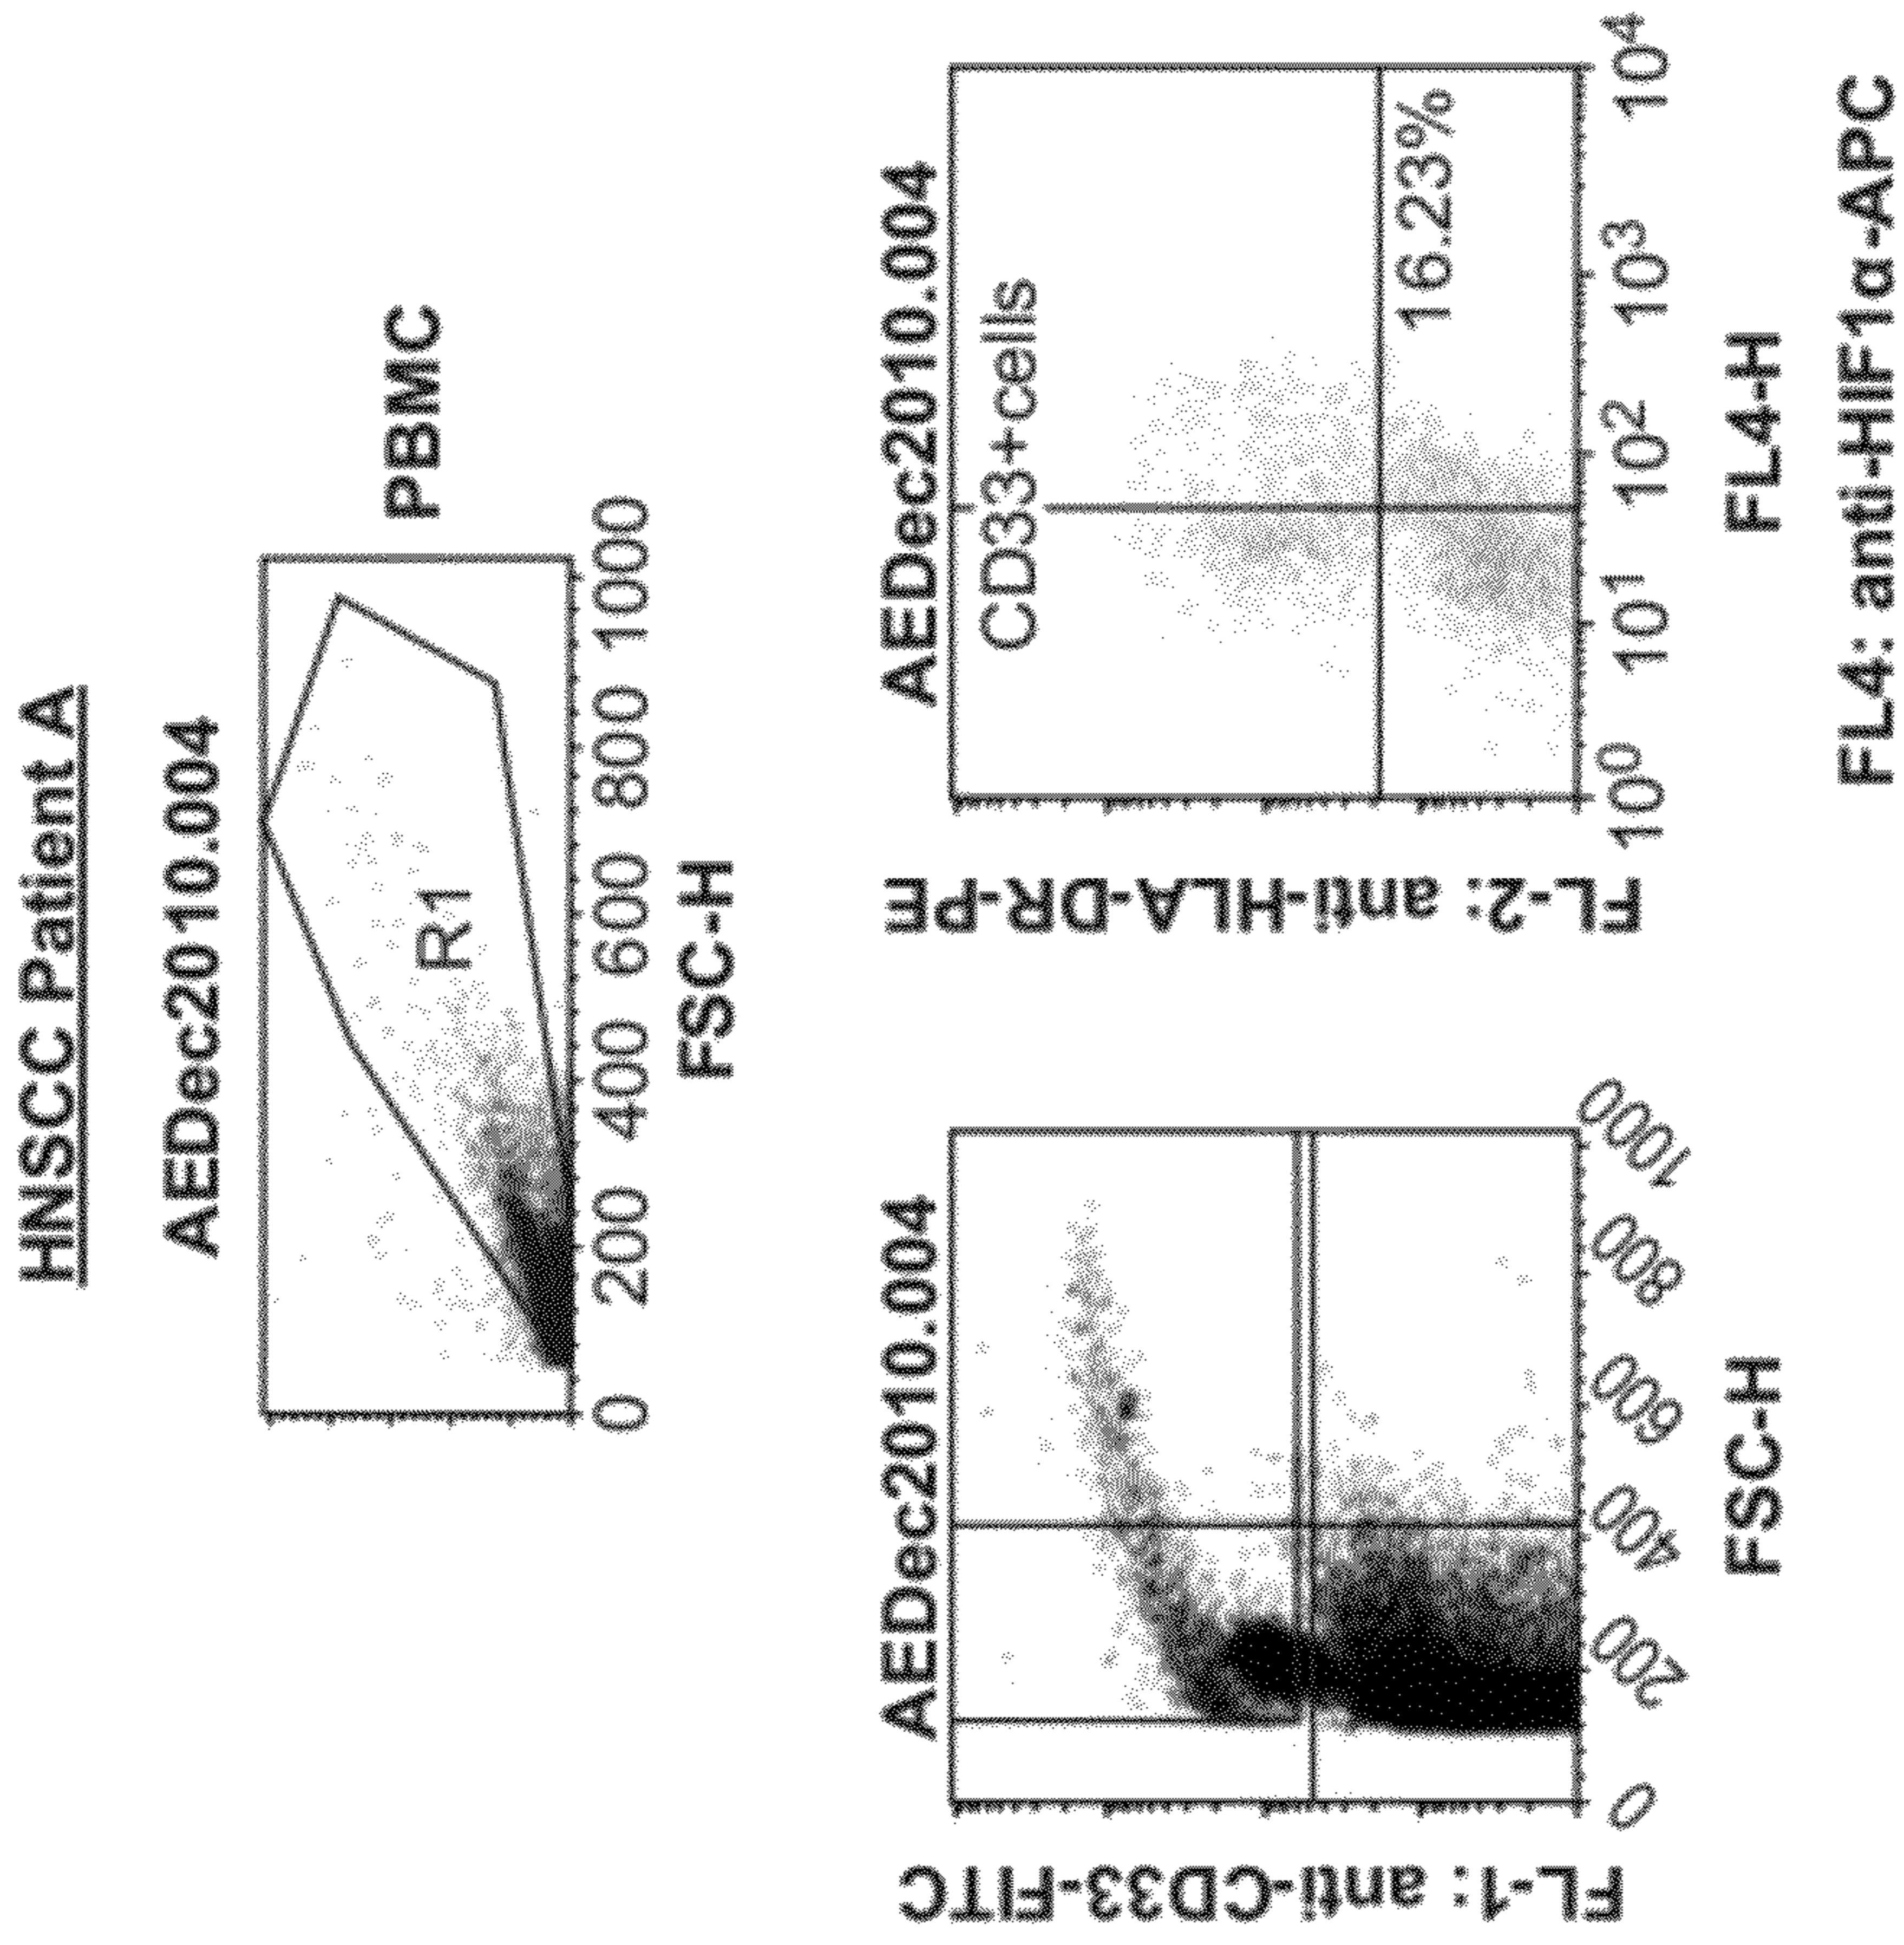 HNSCC Patient A
AEDec2010.004
R1
PBMC
0 200 400 600 800 1000
FSC-H
AEDec2010.004
FL-1: anti-CD33-FITC
0 200 400 600 800 1000
FSC-H
AEDec2010.004
CD33+cells
16.23%
FL-2: anti-HLA-DR-PE
10⁰ 10¹ 10² 10³ 10⁴
FL4-H
FL4: anti-HIF1α-APC